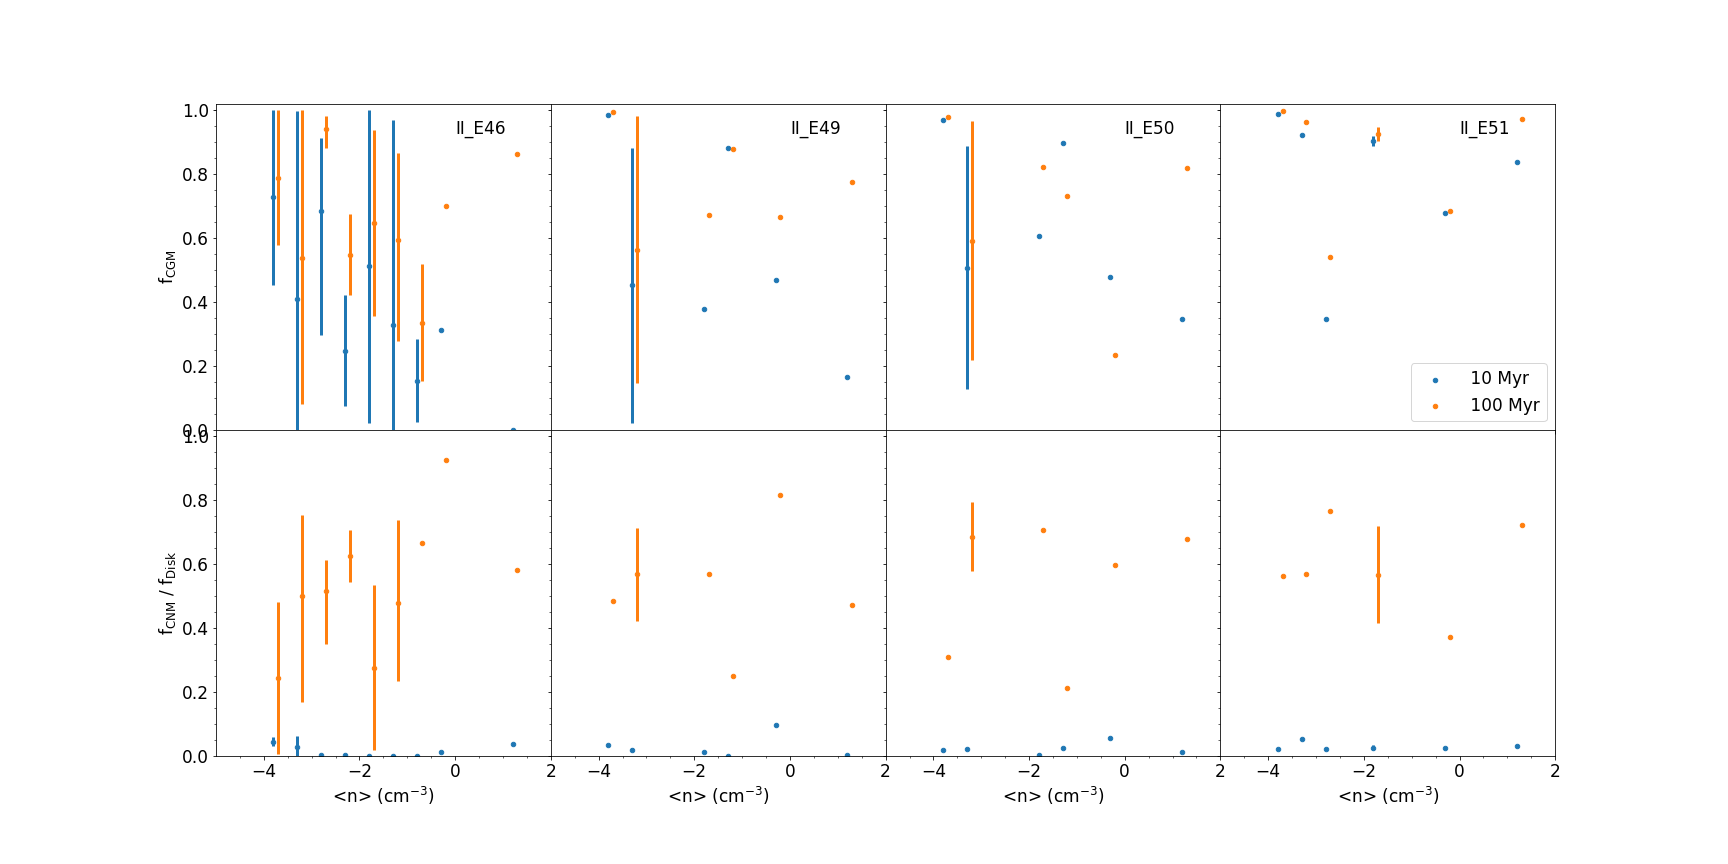 1.0
0.8
0.6
0.4
0.2
0.0
f_CGM
II_E46
II_E49
II_E50
II_E51
10 Myr
100 Myr
1.0
0.8
0.6
0.4
0.2
0.0
f_CNM / f_Disk
−4 −2 0 2
−4 −2 0 2
−4 −2 0 2
−4 −2 0 2
<n> (cm⁻³)
<n> (cm⁻³)
<n> (cm⁻³)
<n> (cm⁻³)